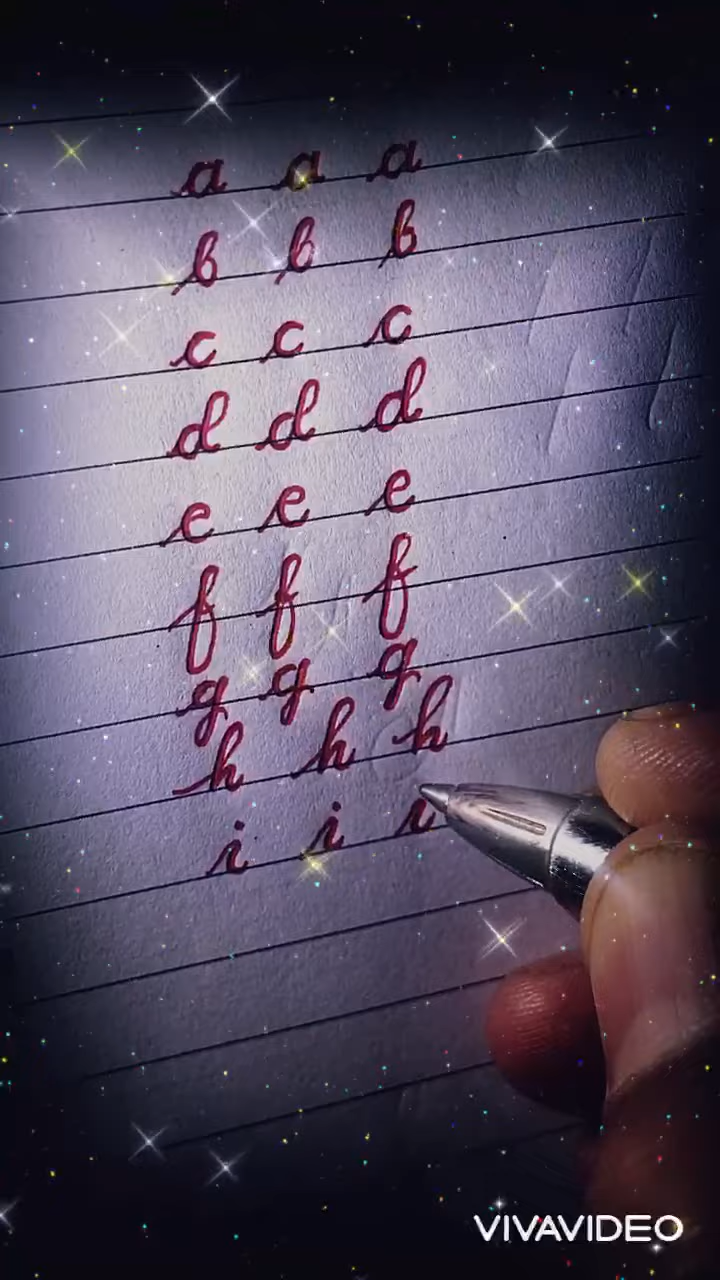 a a a
b b b
c c c
d d d
e e e
f f f
g g g
h h h
i i i
VIVAVIDEO